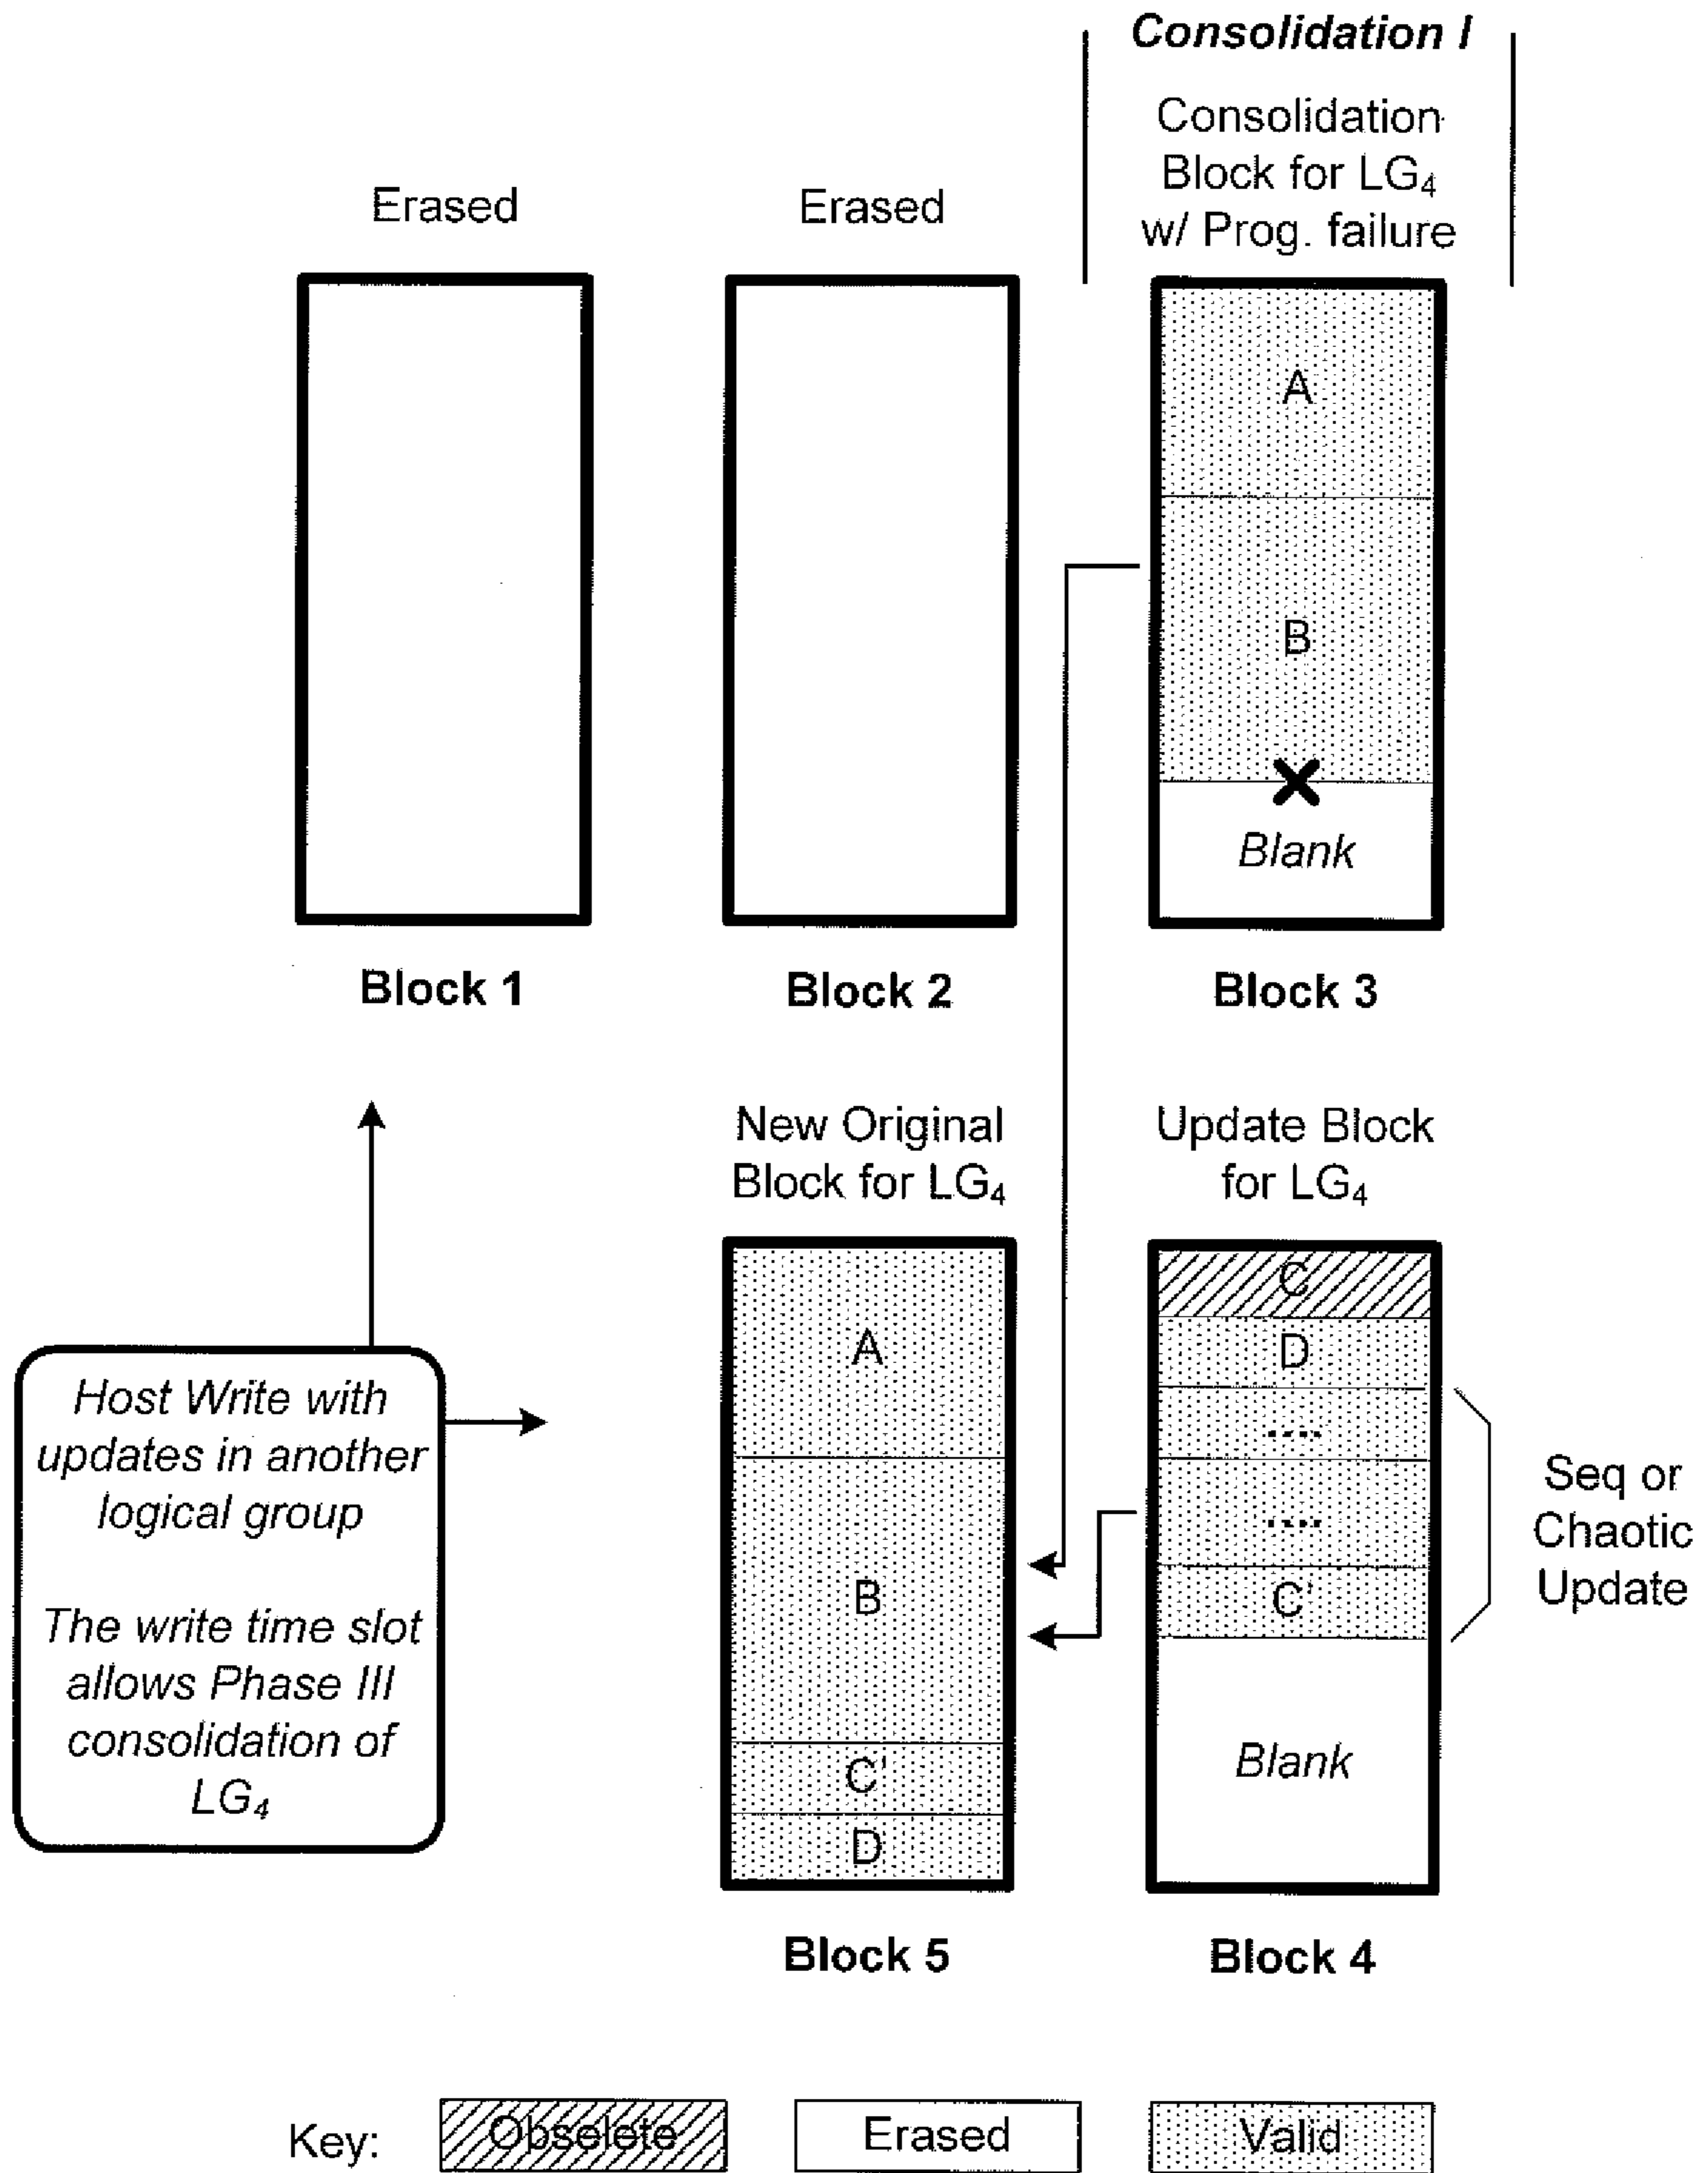 Consolidation I
Consolidation
Block for LG4
w/ Prog. failure
Erased
Erased
A
B
Blank
Block 1
Block 2
Block 3
New Original
Block for LG4
Update Block
for LG4
Host Write with
updates in another
logical group
The write time slot
allows Phase III
consolidation of
LG4
A
B
C'
D
C
D
....
....
C'
Blank
Seq or
Chaotic
Update
Block 5
Block 4
Key:
Obselete
Erased
Valid